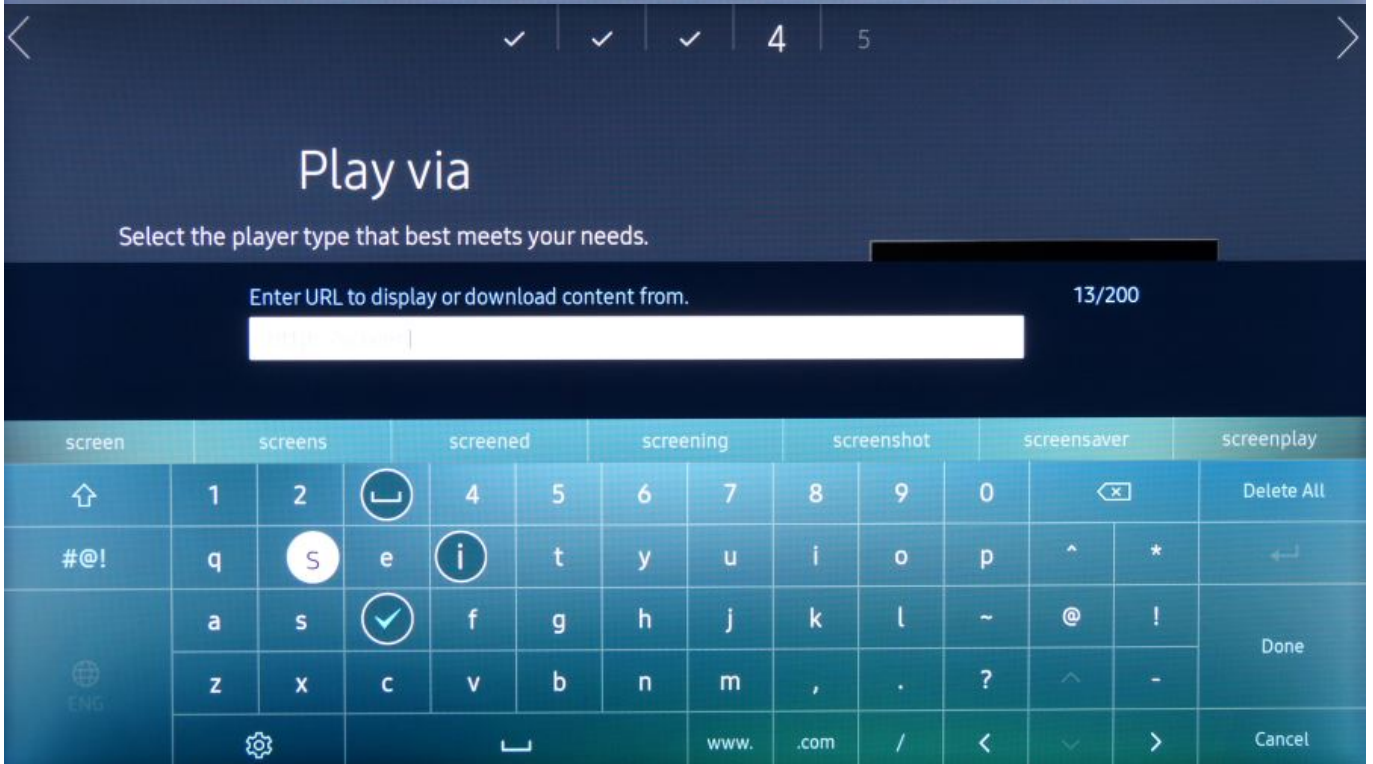 4 5
Play via
Select the player type that best meets your needs.
Enter URL to display or download content from. 13/200
screen screens screened screening screenshot screensaver screenplay
1 2 4 5 6 7 8 9 0 Delete All
#@! q s e i t y u i o p ^ *
a s f g h j k l ~ @ !
Done
ENG z x c v b n m , . ? -
www. .com / < > Cancel